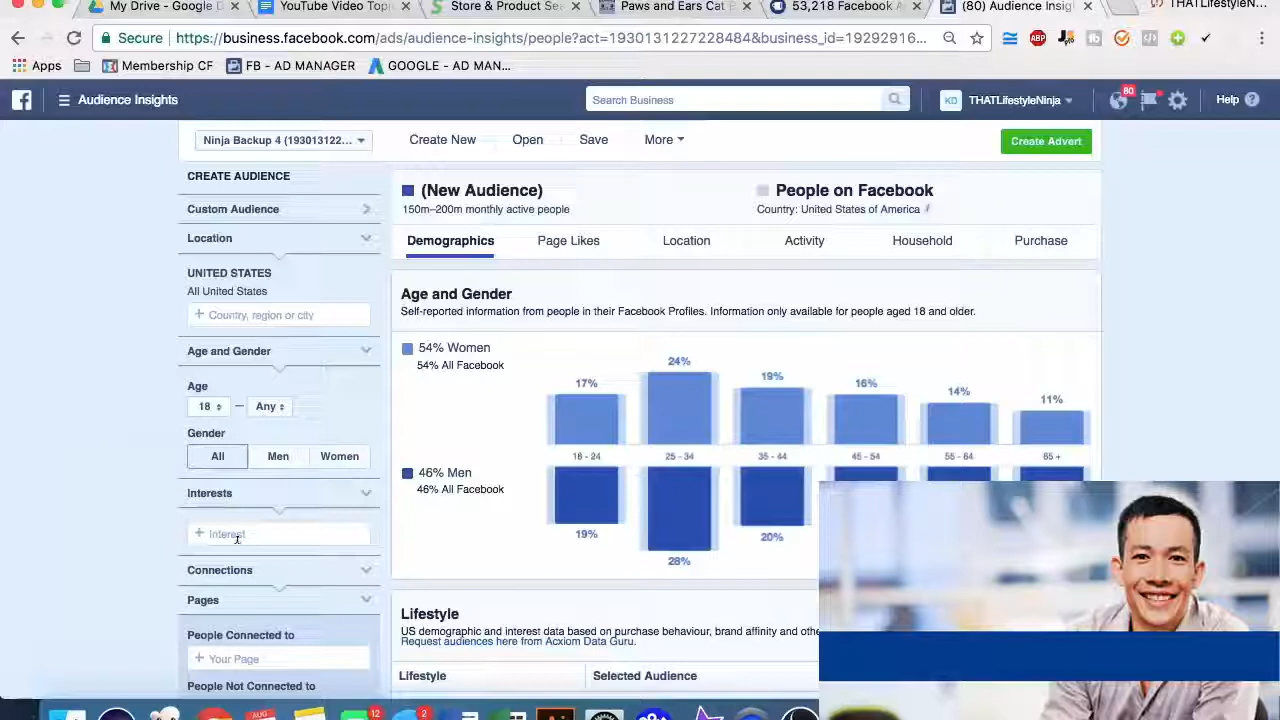 My Drive - Google D
YouTube Video Topi
Store & Product See
Paws and Ears Cat B
53,218 Facebook A
(80) Audience Insig
THATLifestyleN...
Secure
https://business.facebook.com/ads/audience-insights/people?act=1930131227228484&business_id=19292916...
ABP
Apps
Membership CF
FB - AD MANAGER
GOOGLE - AD MAN...
Audience Insights
Search Business
KD
THATLifestyleNinja
80
Help
Ninja Backup 4 (193013122...
Create New
Open
Save
More
Create Advert
CREATE AUDIENCE
Custom Audience
Location
UNITED STATES
All United States
+ Country, region or city
Age and Gender
Age
18 — Any
Gender
All
Men
Women
Interests
+ Interest
Connections
Pages
People Connected to
+ Your Page
People Not Connected to
(New Audience)
150m–200m monthly active people
People on Facebook
Country: United States of America
Demographics
Page Likes
Location
Activity
Household
Purchase
Age and Gender
Self-reported information from people in their Facebook Profiles. Information only available for people aged 18 and older.
54% Women
54% All Facebook
17%
24%
19%
16%
14%
11%
18 - 24
25 - 34
35 - 44
45 - 54
55 - 64
65 +
46% Men
46% All Facebook
19%
28%
20%
Lifestyle
US demographic and interest data based on purchase behaviour, brand affinity and othe
Request audiences here from Acxiom Data Guru.
Lifestyle
Selected Audience
AUG
12
2